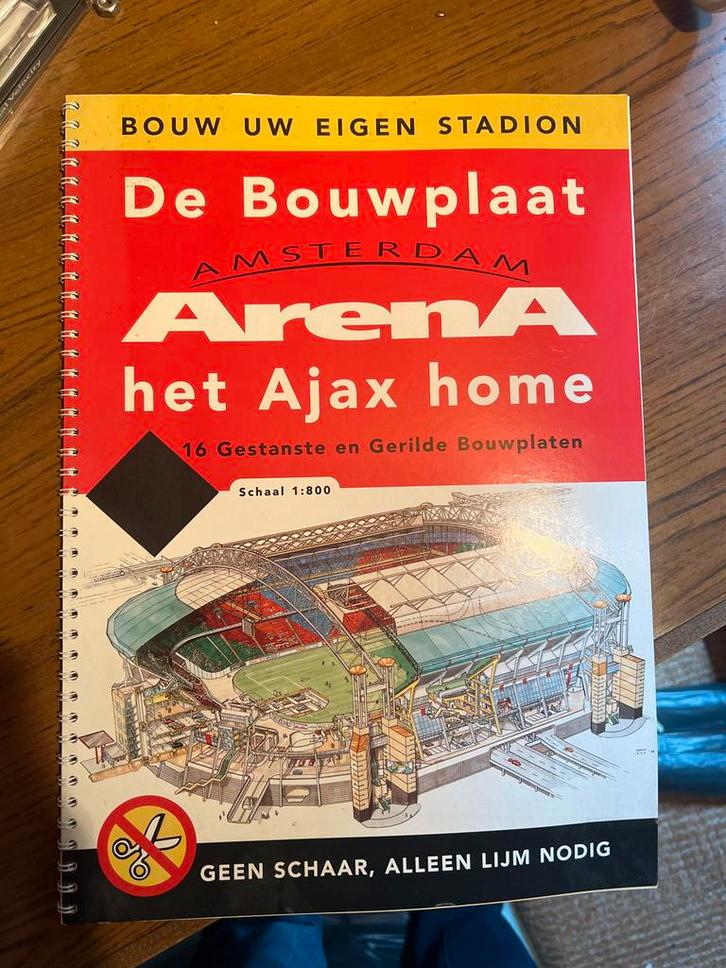 BOUW UW EIGEN STADION
De Bouwplaat
AMSTERDAM
ArenA
het Ajax home
16 Gestanste en Gerilde Bouwplaten
Schaal 1:800
GEEN SCHAAR, ALLEEN LIJM NODIG